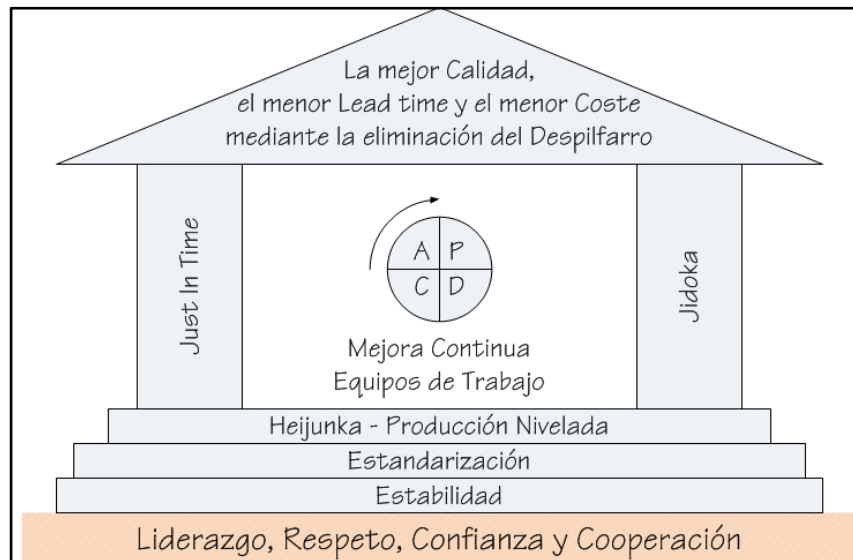 La mejor Calidad,
el menor Lead time y el menor Coste
mediante la eliminación del Despilfarro
Just In Time
A P
C D
Mejora Continua
Equipos de Trabajo
Jidoka
Heijunka - Producción Nivelada
Estandarización
Estabilidad
Liderazgo, Respeto, Confianza y Cooperación